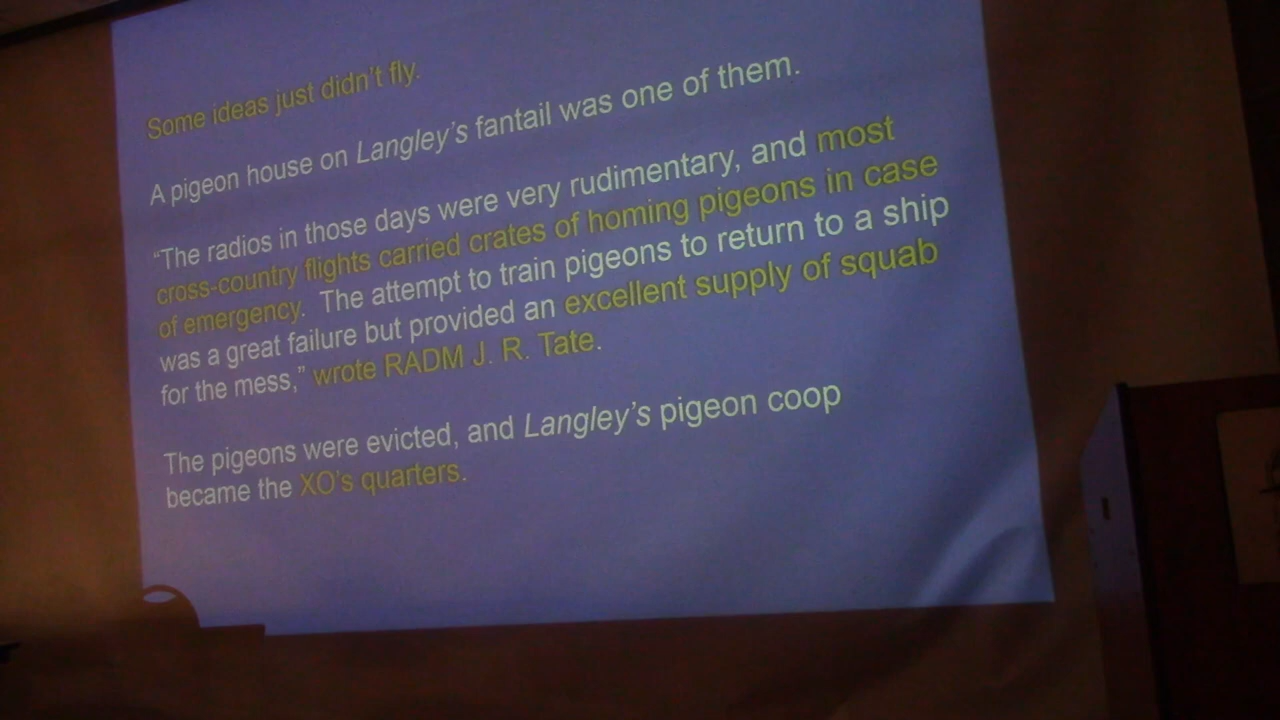 Some ideas just didn't fly.
A pigeon house on Langley's fantail was one of them.
"The radios in those days were very rudimentary, and most
cross-country flights carried crates of homing pigeons in case
of emergency. The attempt to train pigeons to return to a ship
was a great failure but provided an excellent supply of squab
for the mess," wrote RADM J. R. Tate.
The pigeons were evicted, and Langley's pigeon coop
became the XO's quarters.